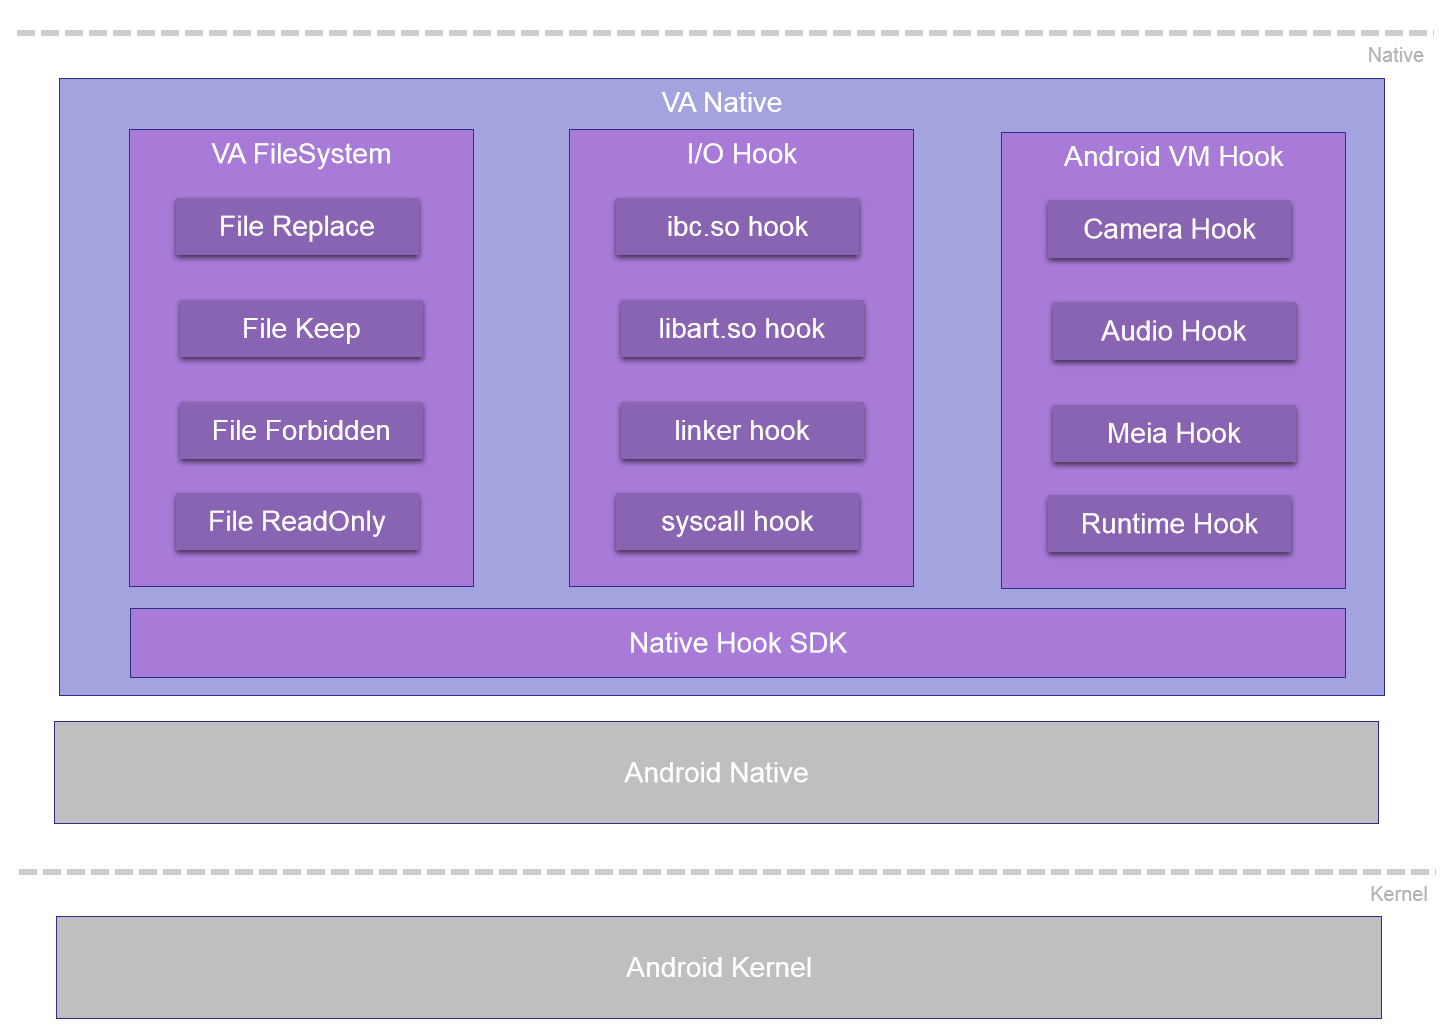 Native
VA Native
VA FileSystem
File Replace
File Keep
File Forbidden
File ReadOnly
I/O Hook
ibc.so hook
libart.so hook
linker hook
syscall hook
Android VM Hook
Camera Hook
Audio Hook
Meia Hook
Runtime Hook
Native Hook SDK
Android Native
Kernel
Android Kernel